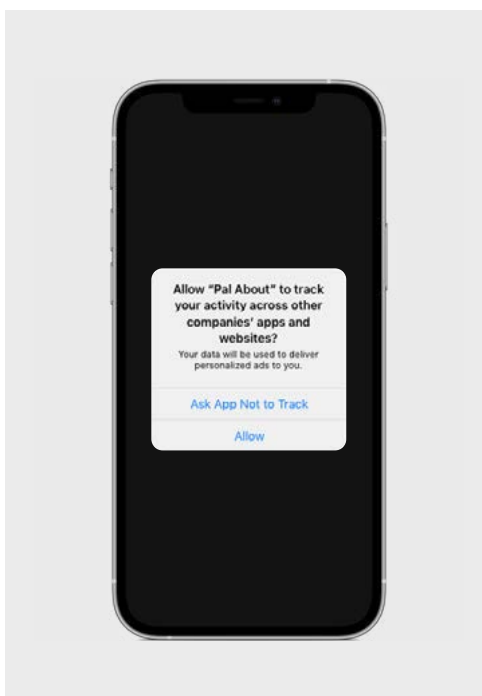 Allow "Pal About" to track
your activity across other
companies' apps and
websites?
Your data will be used to deliver
personalized ads to you.
Ask App Not to Track
Allow